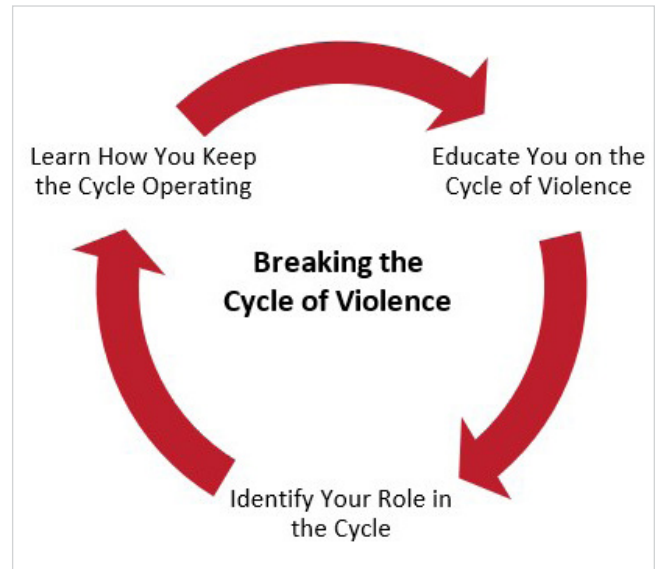 Learn How You Keep
the Cycle Operating
Educate You on the
Cycle of Violence
Breaking the
Cycle of Violence
Identify Your Role in
the Cycle